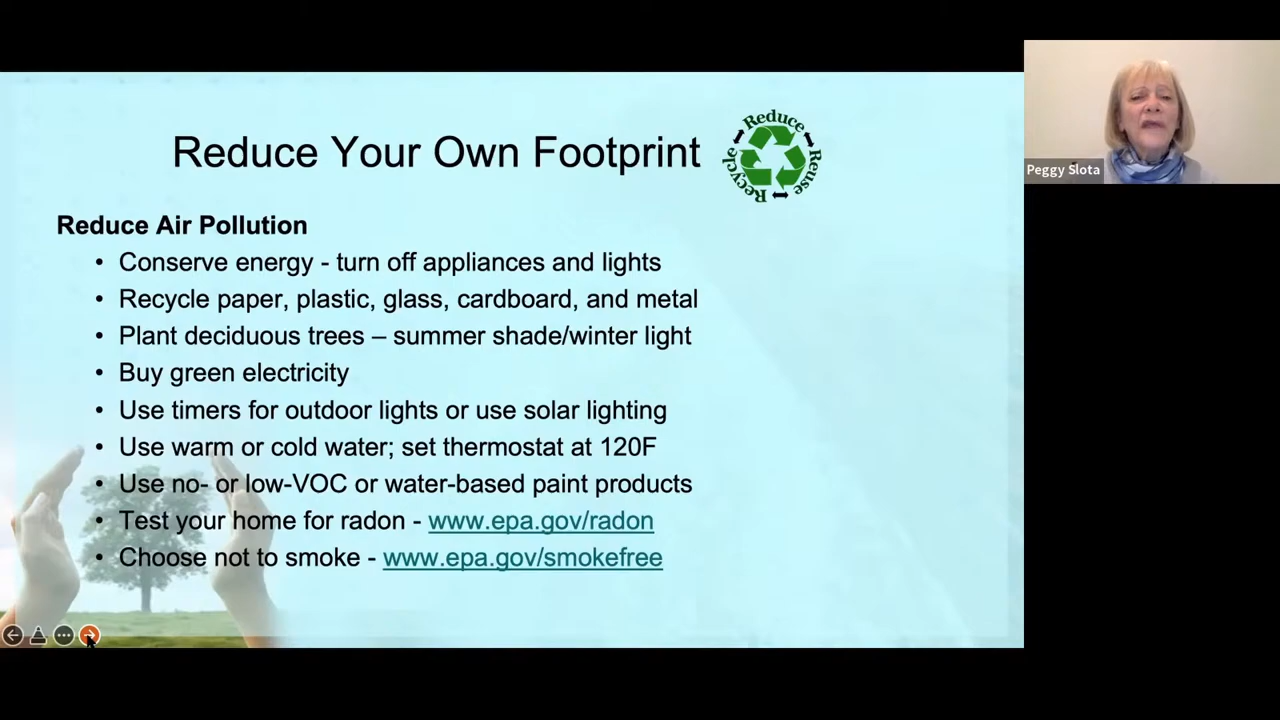 Reduce Your Own Footprint
Reduce
Reuse
Recycle
Peggy Slota
Reduce Air Pollution
• Conserve energy - turn off appliances and lights
• Recycle paper, plastic, glass, cardboard, and metal
• Plant deciduous trees – summer shade/winter light
• Buy green electricity
• Use timers for outdoor lights or use solar lighting
• Use warm or cold water; set thermostat at 120F
• Use no- or low-VOC or water-based paint products
• Test your home for radon - www.epa.gov/radon
• Choose not to smoke - www.epa.gov/smokefree